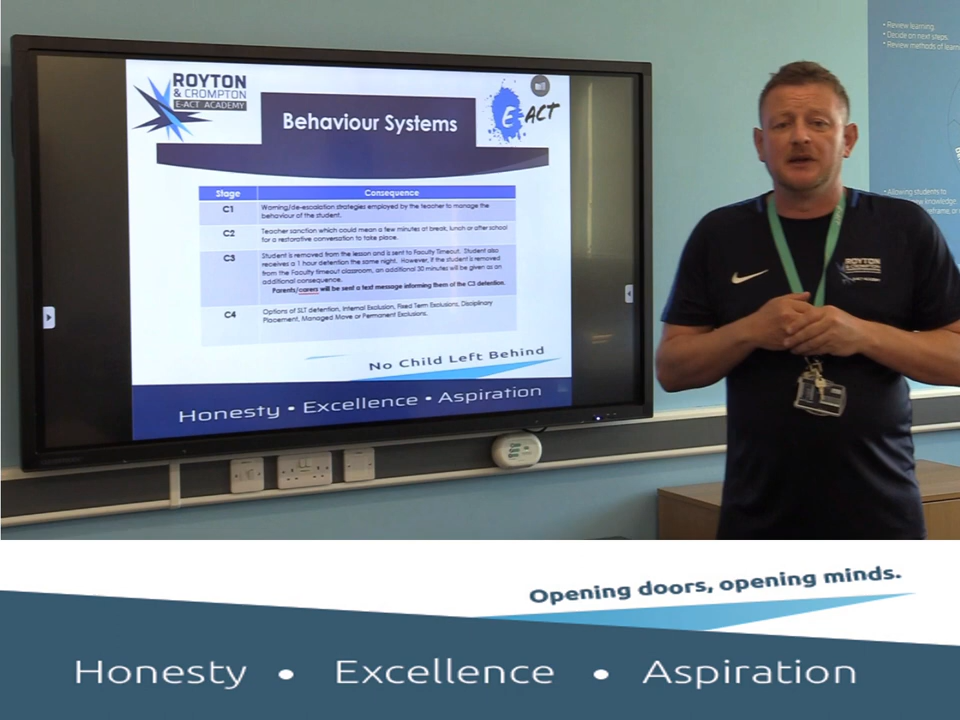 ROYTON
& CROMPTON
E-ACT ACADEMY
E-ACT
Behaviour Systems
Stage Consequence
C1 Warning/de-escalation strategies employed by the teacher to manage the
behaviour of the student.
C2 Teacher sanction which could mean a few minutes at break, lunch or after school
for a restorative conversation to take place.
C3 Student is removed from the lesson and is sent to Faculty Timeout. Student also
receives a 1 hour detention the same night. However, if the student is removed
from the Faculty timeout classroom, an additional 30 minutes will be given as an
additional consequence.
Parents/carers will be sent a text message informing them of the C3 detention.
C4 Options of SLT detention, Internal Exclusion, Fixed Term Exclusions, Disciplinary
Placement, Managed Move or Permanent Exclusions.
No Child Left Behind
Honesty • Excellence • Aspiration
• Review learning.
• Decide on next steps.
• Review methods of
• Allowing students to
knowledge,
ROYTON
Opening doors, opening minds.
Honesty • Excellence • Aspiration